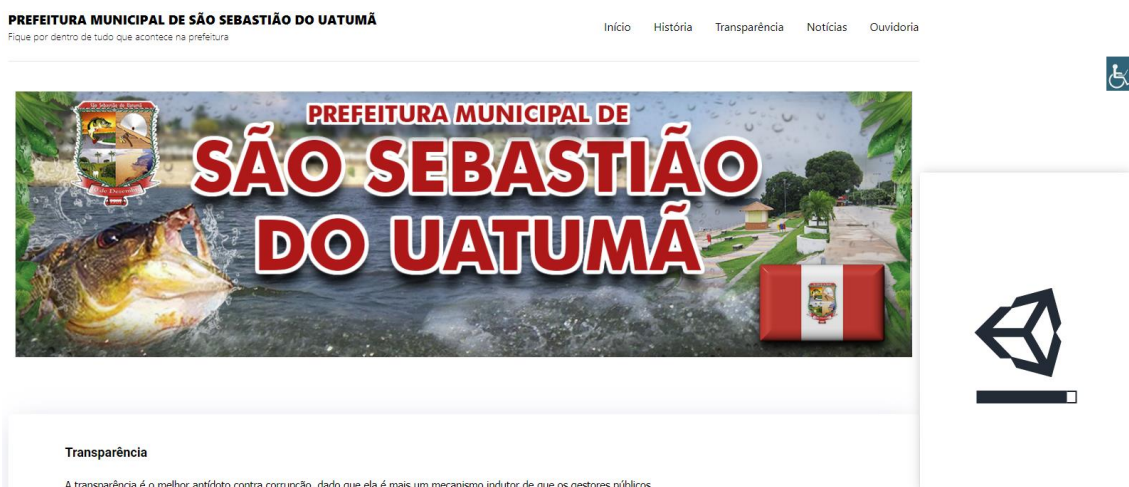 PREFEITURA MUNICIPAL DE SÃO SEBASTIÃO DO UATUMÃ
Fique por dentro de tudo que acontece na prefeitura
Início História Transparência Notícias Ouvidoria
PREFEITURA MUNICIPAL DE
SÃO SEBASTIÃO
DO UATUMÃ
Transparência
A transparência é o melhor antídoto contra corrupção, dado que ela é mais um mecanismo indutor de que os gestores públicos